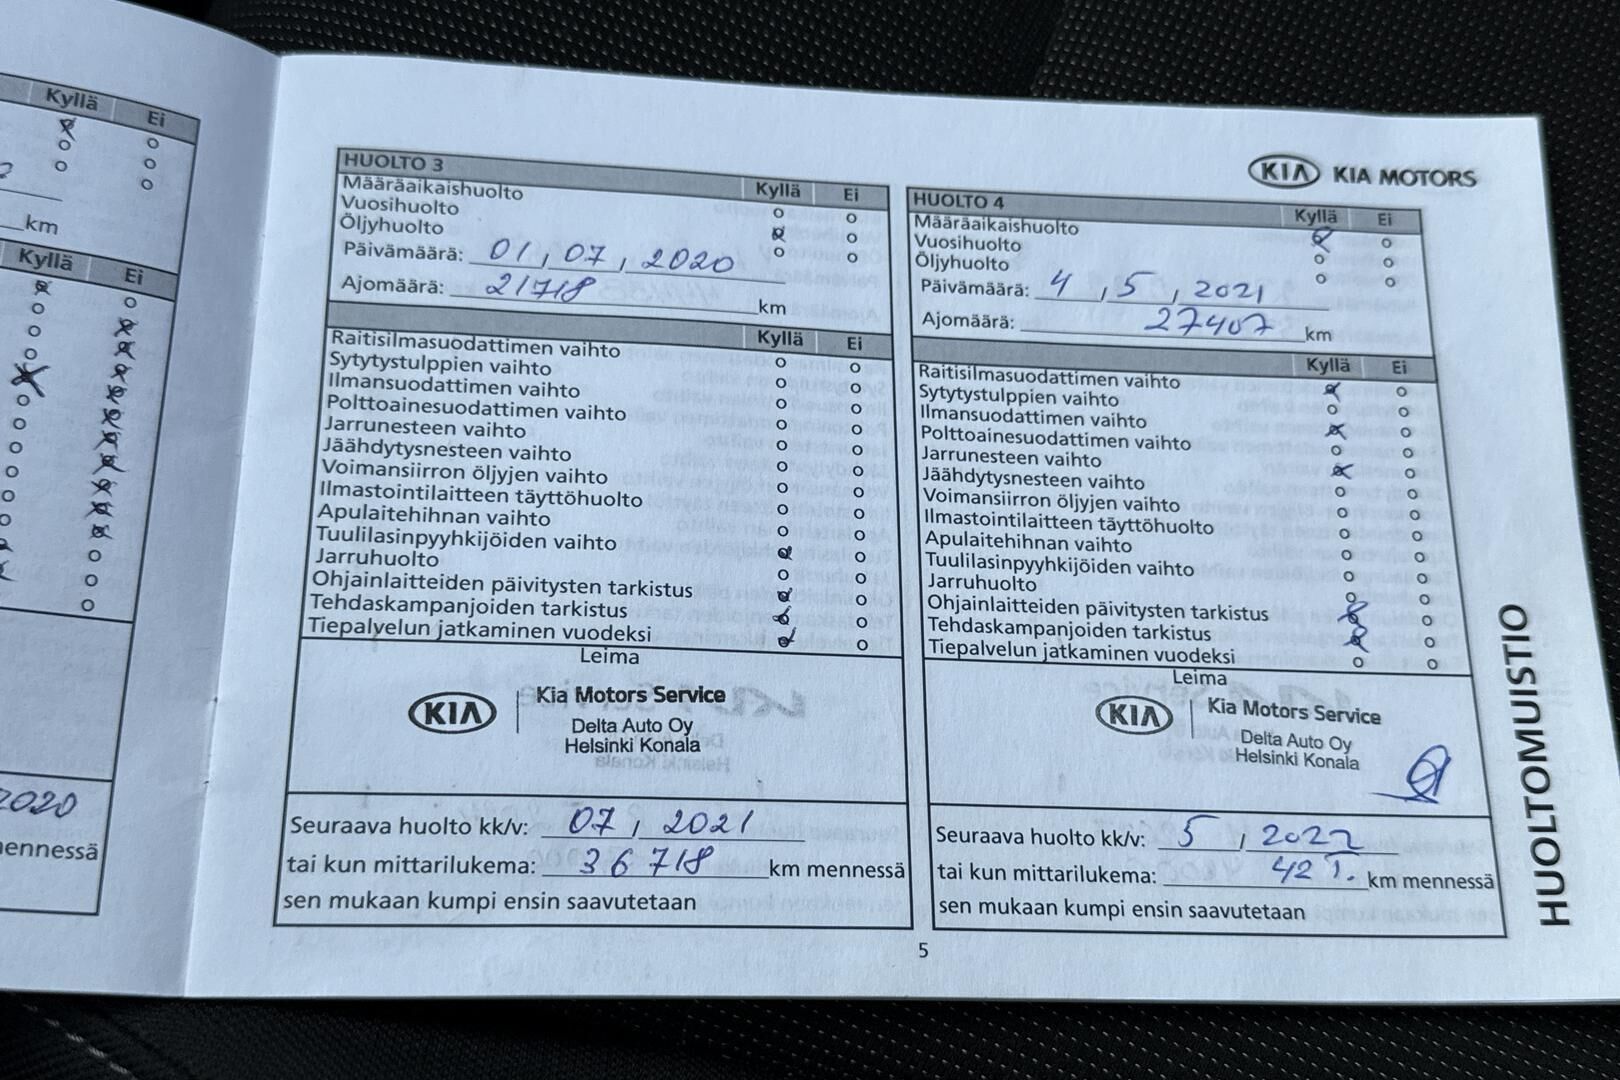 Kyllä Ei
km
Kyllä Ei
2020
mennessä
KIA KIA MOTORS
HUOLTO 3
Kyllä Ei
Määräaikaishuolto
Vuosihuolto
Öljyhuolto
Päivämäärä: 01, 07, 2020
Ajomäärä: 21718 km
Kyllä Ei
Raitisilmasuodattimen vaihto
Sytytystulppien vaihto
Ilmansuodattimen vaihto
Polttoainesuodattimen vaihto
Jarrunesteen vaihto
Jäähdytysnesteen vaihto
Voimansiirron öljyjen vaihto
Ilmastointilaitteen täyttöhuolto
Apulaitehihnan vaihto
Tuulilasinpyyhkijöiden vaihto
Jarruhuolto
Ohjainlaitteiden päivitysten tarkistus
Tehdaskampanjoiden tarkistus
Tiepalvelun jatkaminen vuodeksi
Leima
KIA Kia Motors Service
Delta Auto Oy
Helsinki Konala
Seuraava huolto kk/v: 07, 2021
tai kun mittarilukema: 36 718 km mennessä
sen mukaan kumpi ensin saavutetaan
HUOLTO 4
Kyllä Ei
Määräaikaishuolto
Vuosihuolto
Öljyhuolto
Päivämäärä: 4, 5, 2021
Ajomäärä: 27407 km
Kyllä Ei
Raitisilmasuodattimen vaihto
Sytytystulppien vaihto
Ilmansuodattimen vaihto
Polttoainesuodattimen vaihto
Jarrunesteen vaihto
Jäähdytysnesteen vaihto
Voimansiirron öljyjen vaihto
Ilmastointilaitteen täyttöhuolto
Apulaitehihnan vaihto
Tuulilasinpyyhkijöiden vaihto
Jarruhuolto
Ohjainlaitteiden päivitysten tarkistus
Tehdaskampanjoiden tarkistus
Tiepalvelun jatkaminen vuodeksi
Leima
KIA Kia Motors Service
Delta Auto Oy
Helsinki Konala
Seuraava huolto kk/v: 5, 2022
tai kun mittarilukema: 42 km mennessä
sen mukaan kumpi ensin saavutetaan
5
HUOLTOMUISTIO